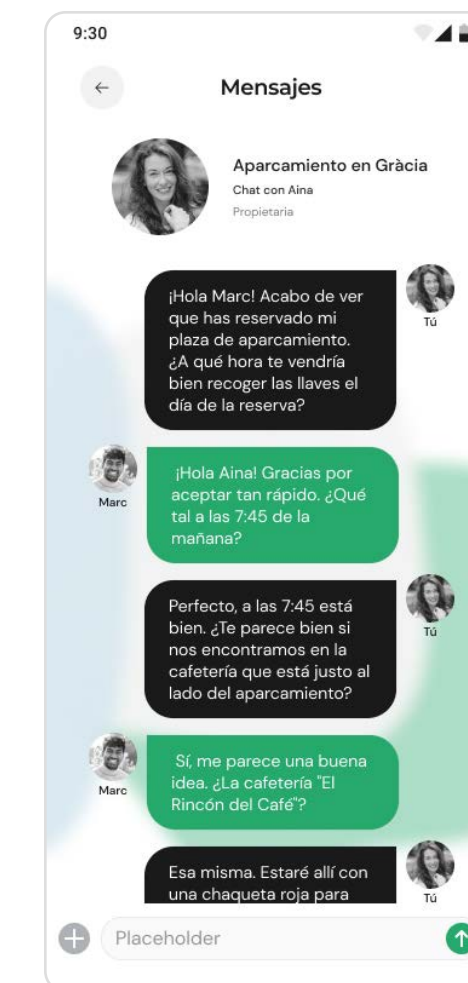 9:30
Mensajes
Aparcamiento en Gràcia
Chat con Aina
Propietaria
¡Hola Marc! Acabo de ver
que has reservado mi
plaza de aparcamiento.
¿A qué hora te vendría
bien recoger las llaves el
día de la reserva?
Tú
¡Hola Aina! Gracias por
aceptar tan rápido. ¿Qué
tal a las 7:45 de la
mañana?
Marc
Perfecto, a las 7:45 está
bien. ¿Te parece bien si
nos encontramos en la
cafetería que está justo al
lado del aparcamiento?
Tú
Sí, me parece una buena
idea. ¿La cafetería "El
Rincón del Café"?
Marc
Esa misma. Estaré allí con
una chaqueta roja para
Tú
Placeholder